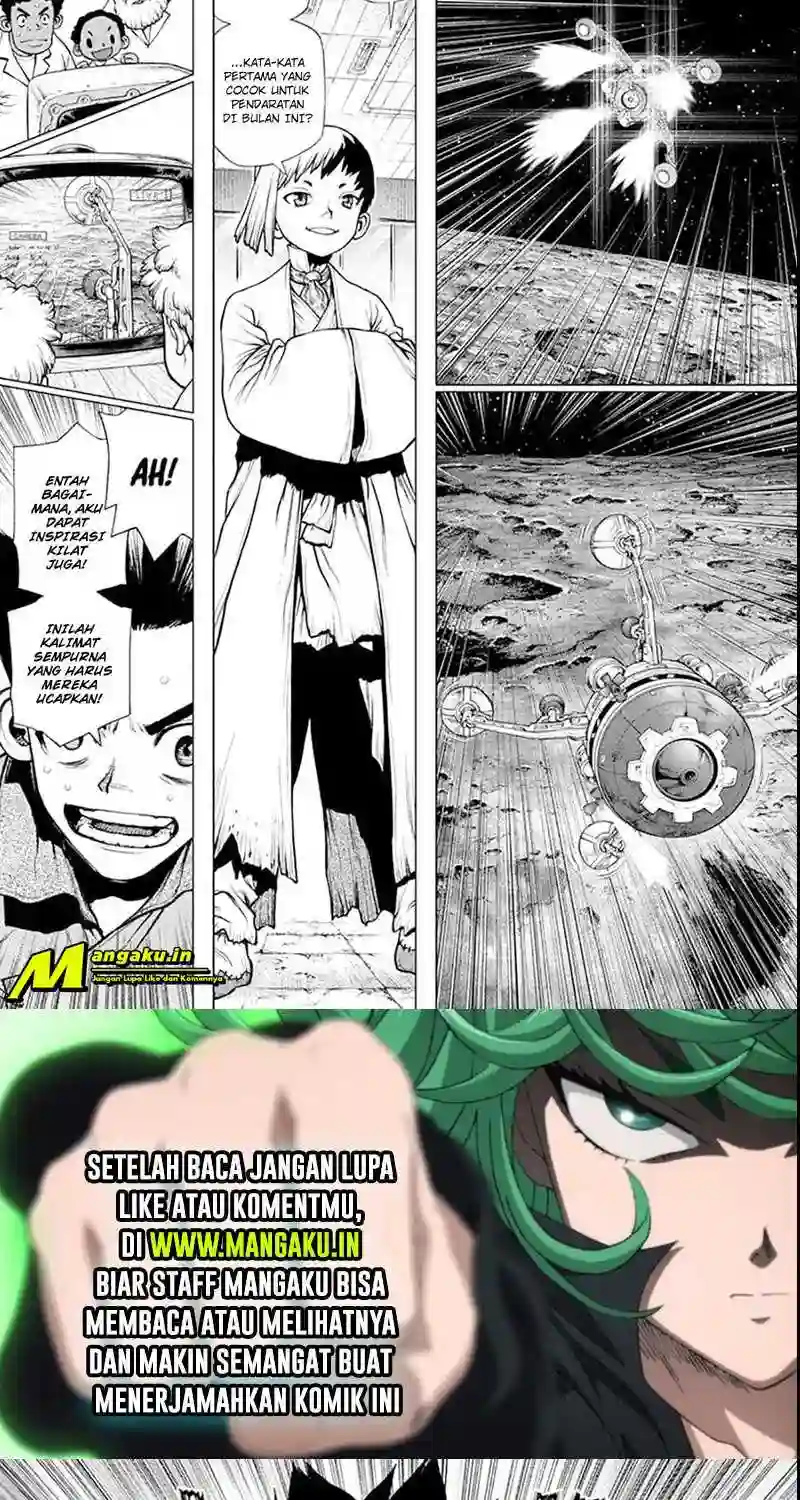 ...KATA-KATA
PERTAMA YANG
COCOK UNTUK
PENDARATAN
DI BULAN INI?
LIVE
AH!
ENTAH
BAGAI-
MANA, AKU
DAPAT
INSPIRASI
KILAT
JUGA!
INILAH
KALIMAT
SEMPURNA
YANG HARUS
MEREKA
UCAPKAN!
Mangaku.in
Jangan Lupa Like dan Komennya
SETELAH BACA JANGAN LUPA
LIKE ATAU KOMENTMU,
DI WWW.MANGAKU.IN
BIAR STAFF MANGAKU BISA
MEMBACA ATAU MELIHATNYA
DAN MAKIN SEMANGAT BUAT
MENERJAMAHKAN KOMIK INI